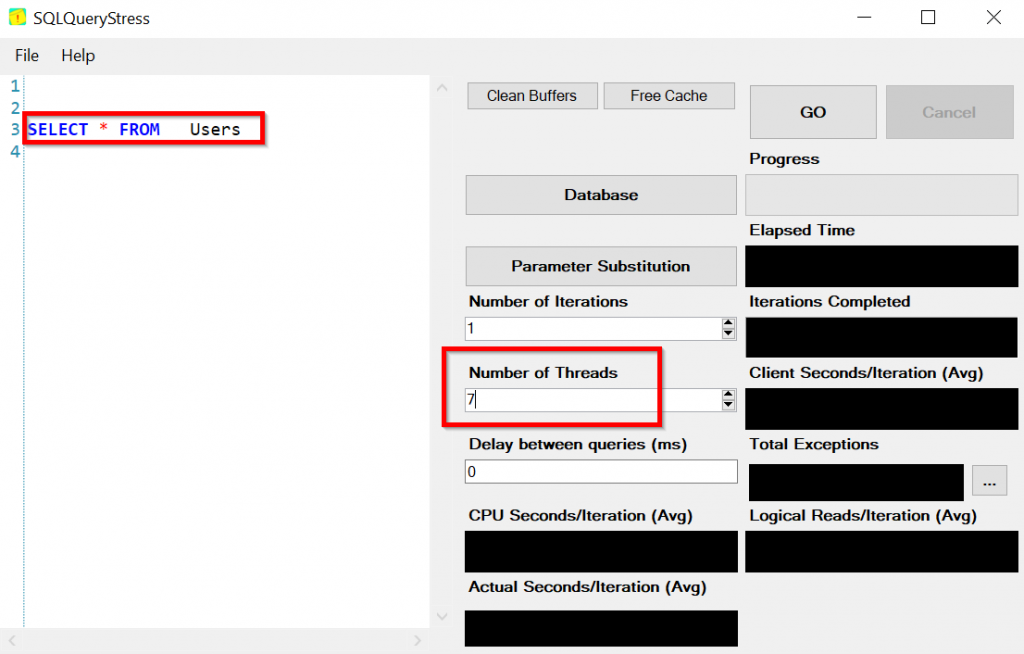 SQLQueryStress
File Help
1
2
3 SELECT * FROM   Users
4
Clean Buffers Free Cache
GO Cancel
Database
Progress
Elapsed Time
Parameter Substitution
Number of Iterations
1
Iterations Completed
Number of Threads
7
Client Seconds/Iteration (Avg)
Delay between queries (ms)
0
Total Exceptions
...
CPU Seconds/Iteration (Avg)
Logical Reads/Iteration (Avg)
Actual Seconds/Iteration (Avg)